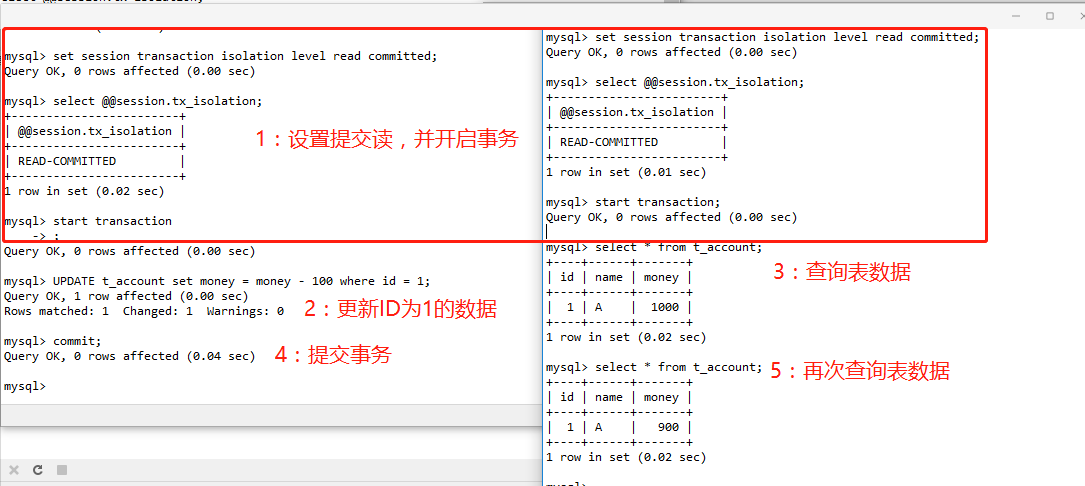 mysql> set session transaction isolation level read committed;
Query OK, 0 rows affected (0.00 sec)
mysql> select @@session.tx_isolation;
+------------------------+
| @@session.tx_isolation |
+------------------------+
| READ-COMMITTED         |
+------------------------+
1 row in set (0.02 sec)
mysql> start transaction
    -> ;
Query OK, 0 rows affected (0.00 sec)
mysql> UPDATE t_account set money = money - 100 where id = 1;
Query OK, 1 row affected (0.00 sec)
Rows matched: 1  Changed: 1  Warnings: 0
mysql> commit;
Query OK, 0 rows affected (0.04 sec)
mysql>
1：设置提交读，并开启事务
2：更新ID为1的数据
4：提交事务
mysql> set session transaction isolation level read committed;
Query OK, 0 rows affected (0.00 sec)
mysql> select @@session.tx_isolation;
+------------------------+
| @@session.tx_isolation |
+------------------------+
| READ-COMMITTED         |
+------------------------+
1 row in set (0.01 sec)
mysql> start transaction;
Query OK, 0 rows affected (0.00 sec)
mysql> select * from t_account;
+----+------+-------+
| id | name | money |
+----+------+-------+
|  1 | A    |  1000 |
+----+------+-------+
1 row in set (0.02 sec)
mysql> select * from t_account;
+----+------+-------+
| id | name | money |
+----+------+-------+
|  1 | A    |   900 |
+----+------+-------+
1 row in set (0.02 sec)
3：查询表数据
5：再次查询表数据